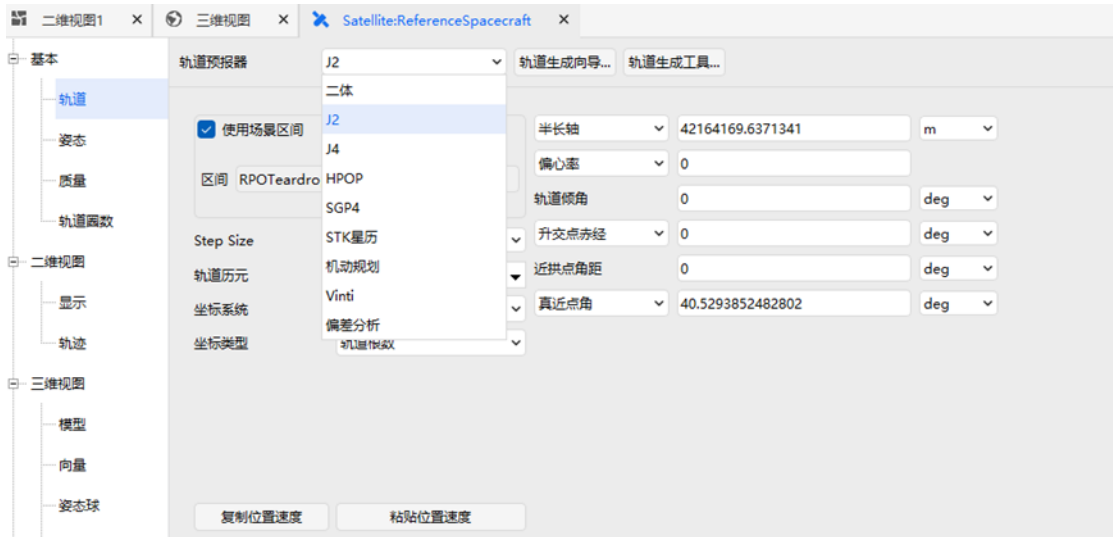 二维视图1 × 三维视图 × Satellite:ReferenceSpacecraft ×
基本
轨道
姿态
质量
轨道圈数
二维视图
显示
轨迹
三维视图
模型
向量
姿态球
轨道预报器 J2 轨道生成向导... 轨道生成工具...
二体
J2
J4
HPOP
SGP4
STK星历
机动规划
Vinti
偏差分析
使用场景区间
区间 RPOTeardro
Step Size
轨道历元
坐标系统
坐标类型 轨道根数
半长轴 42164169.6371341 m
偏心率 0
轨道倾角 0 deg
升交点赤经 0 deg
近拱点角距 0 deg
真近点角 40.5293852482802 deg
复制位置速度 粘贴位置速度